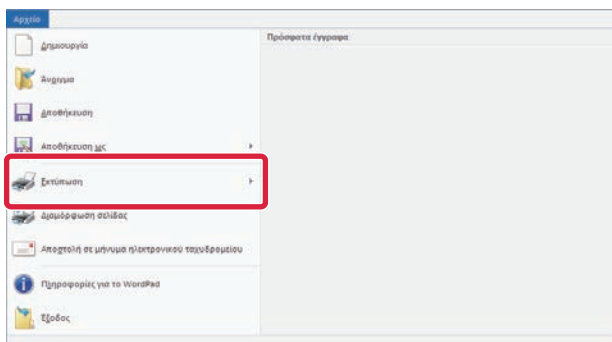 Αρχείο
Πρόσφατα έγγραφα
Δημιουργία
Άνοιγμα
Αποθήκευση
Αποθήκευση ως
Εκτύπωση
Διαμόρφωση σελίδας
Αποστολή σε μήνυμα ηλεκτρονικού ταχυδρομείου
Πληροφορίες για το WordPad
Έξοδος